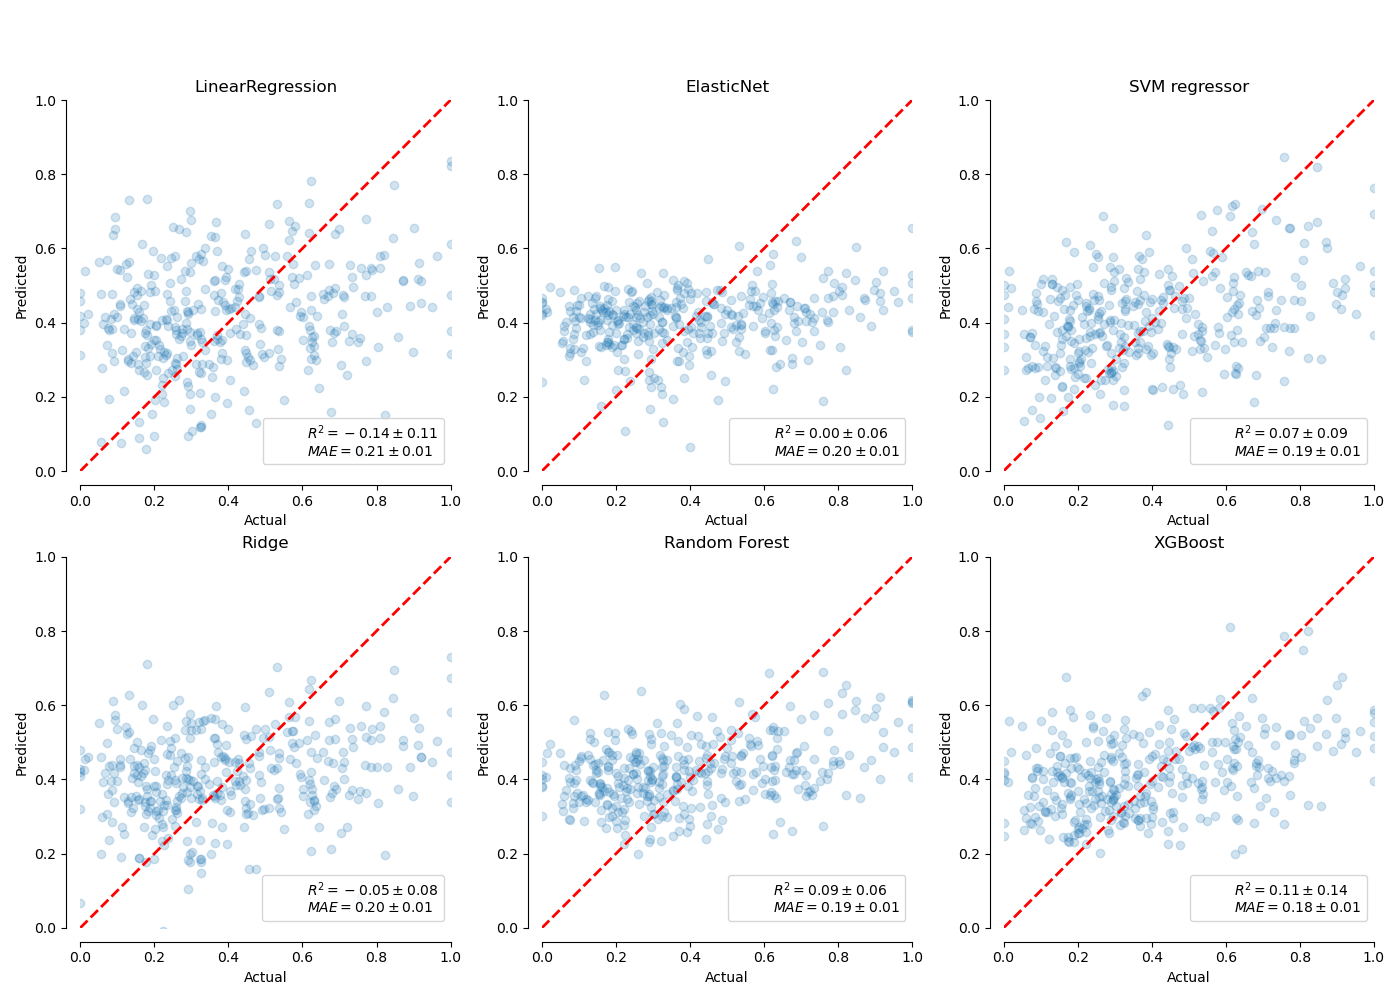 LinearRegression
1.0
0.8
0.6
0.4
0.2
0.0
Predicted
R² = −0.14 ± 0.11
MAE = 0.21 ± 0.01
0.0 0.2 0.4 0.6 0.8 1.0
Actual
ElasticNet
1.0
0.8
0.6
0.4
0.2
0.0
Predicted
R² = 0.00 ± 0.06
MAE = 0.20 ± 0.01
0.0 0.2 0.4 0.6 0.8 1.0
Actual
SVM regressor
1.0
0.8
0.6
0.4
0.2
0.0
Predicted
R² = 0.07 ± 0.09
MAE = 0.19 ± 0.01
0.0 0.2 0.4 0.6 0.8 1.0
Actual
Ridge
1.0
0.8
0.6
0.4
0.2
0.0
Predicted
R² = −0.05 ± 0.08
MAE = 0.20 ± 0.01
0.0 0.2 0.4 0.6 0.8 1.0
Actual
Random Forest
1.0
0.8
0.6
0.4
0.2
0.0
Predicted
R² = 0.09 ± 0.06
MAE = 0.19 ± 0.01
0.0 0.2 0.4 0.6 0.8 1.0
Actual
XGBoost
1.0
0.8
0.6
0.4
0.2
0.0
Predicted
R² = 0.11 ± 0.14
MAE = 0.18 ± 0.01
0.0 0.2 0.4 0.6 0.8 1.0
Actual